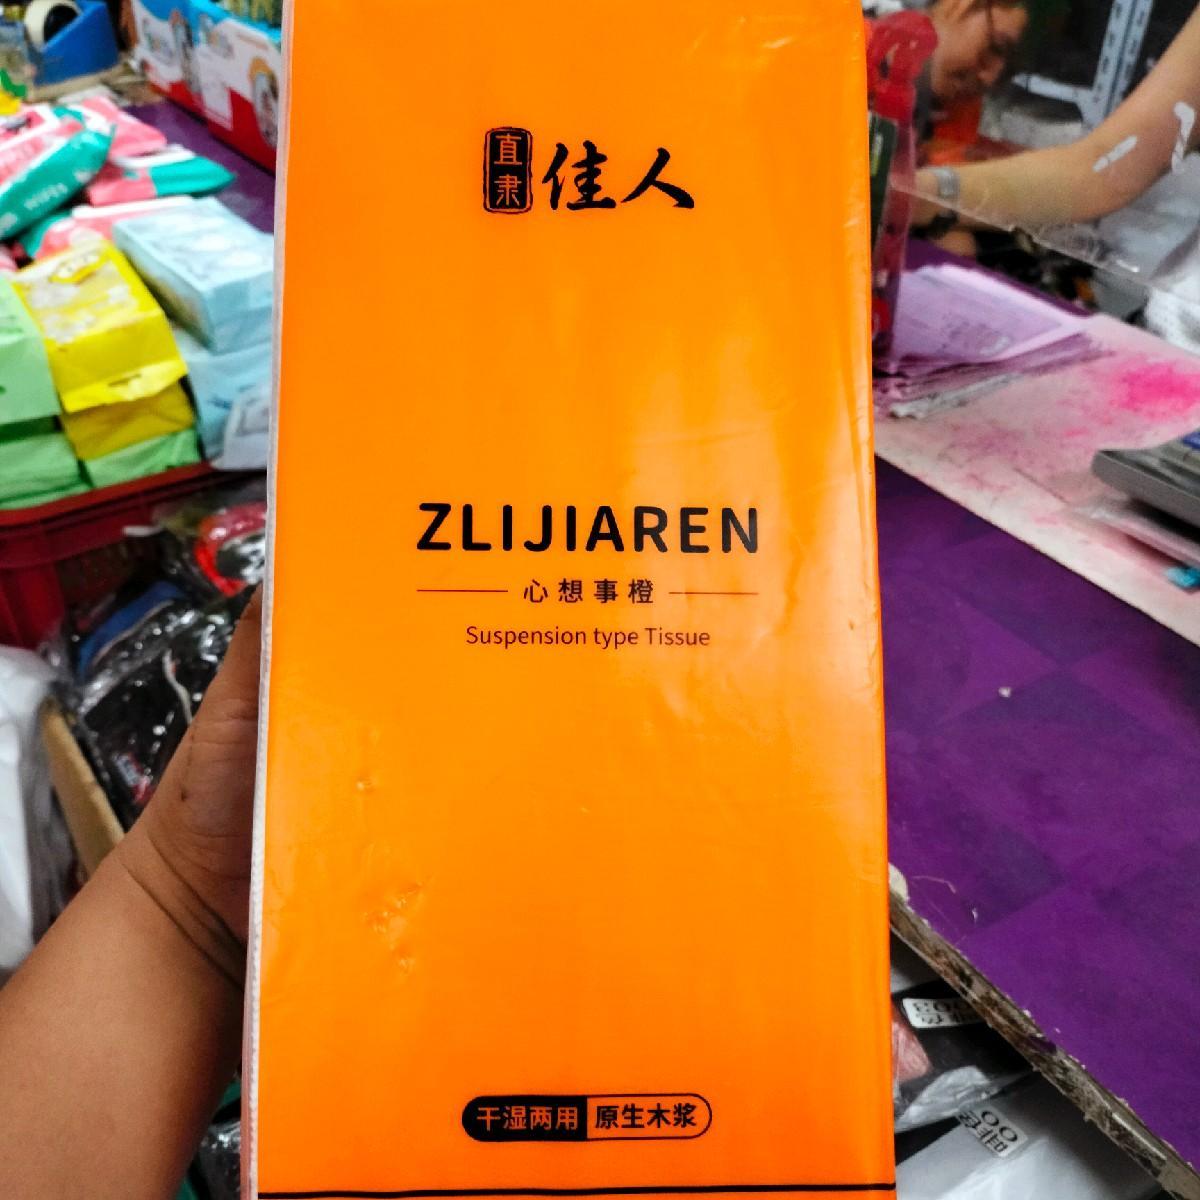 直隶
佳人
ZLIJIAREN
心想事橙
Suspension type Tissue
干湿两用 原生木浆
WIPES